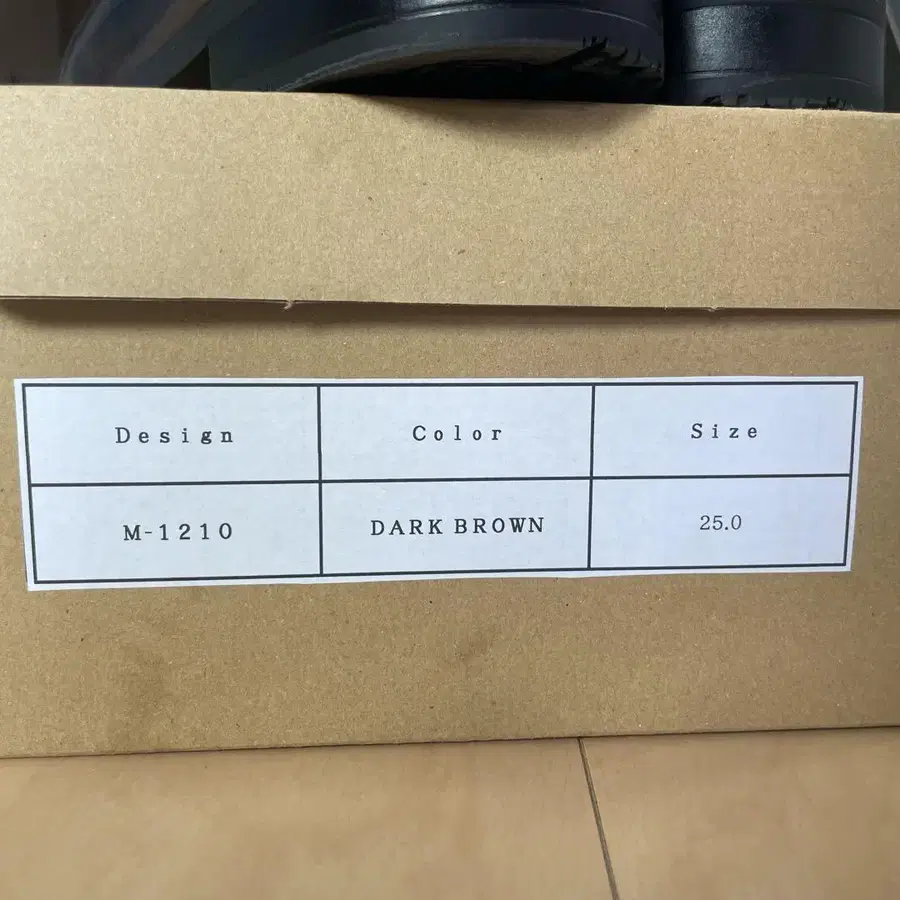 Design Color Size
M-1210 DARK BROWN 25.0